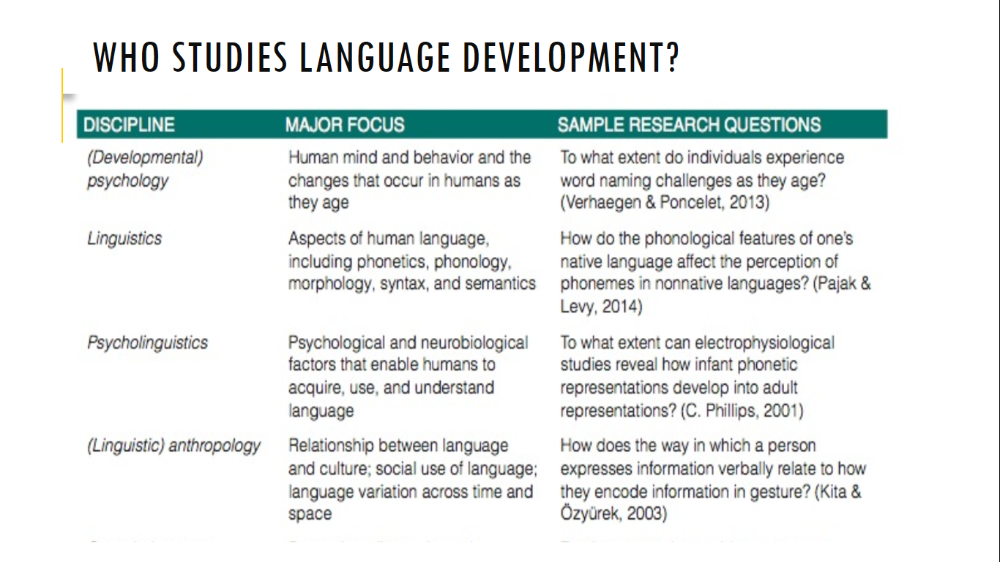 WHO STUDIES LANGUAGE DEVELOPMENT?
DISCIPLINE MAJOR FOCUS SAMPLE RESEARCH QUESTIONS
(Developmental) Human mind and behavior and the To what extent do individuals experience
psychology changes that occur in humans as word naming challenges as they age?
they age (Verhaegen & Poncelet, 2013)
Linguistics Aspects of human language, How do the phonological features of one's
including phonetics, phonology, native language affect the perception of
morphology, syntax, and semantics phonemes in nonnative languages? (Pajak &
Levy, 2014)
Psycholinguistics Psychological and neurobiological To what extent can electrophysiological
factors that enable humans to studies reveal how infant phonetic
acquire, use, and understand representations develop into adult
language representations? (C. Phillips, 2001)
(Linguistic) anthropology Relationship between language How does the way in which a person
and culture; social use of language; expresses information verbally relate to how
language variation across time and they encode information in gesture? (Kita &
space Özyürek, 2003)